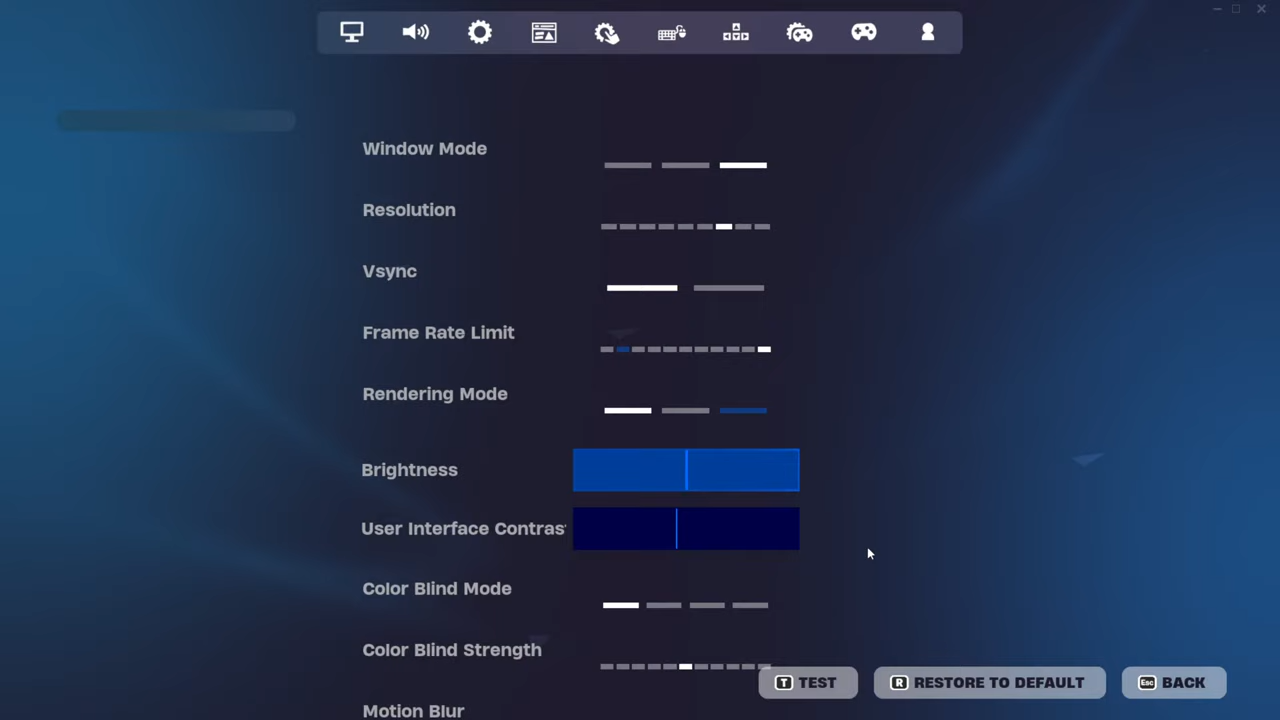 Window Mode
Resolution
Vsync
Frame Rate Limit
Rendering Mode
Brightness
User Interface Contras
Color Blind Mode
Color Blind Strength
T TEST
R RESTORE TO DEFAULT
Esc BACK
Motion Blur